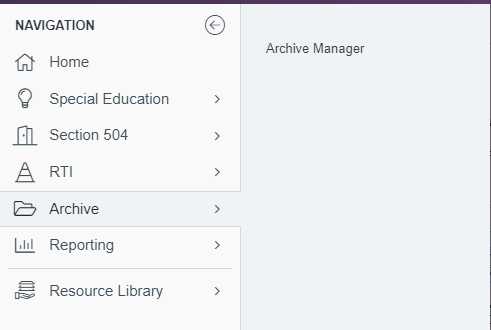 NAVIGATION
Home
Special Education
Section 504
RTI
Archive
Reporting
Resource Library
Archive Manager